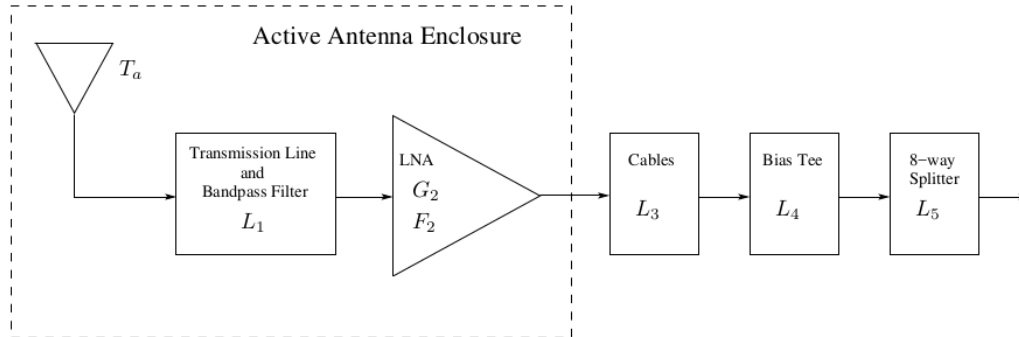 Active Antenna Enclosure
T_a
Transmission Line
and
Bandpass Filter
L_1
LNA
G_2
F_2
Cables
L_3
Bias Tee
L_4
8−way
Splitter
L_5